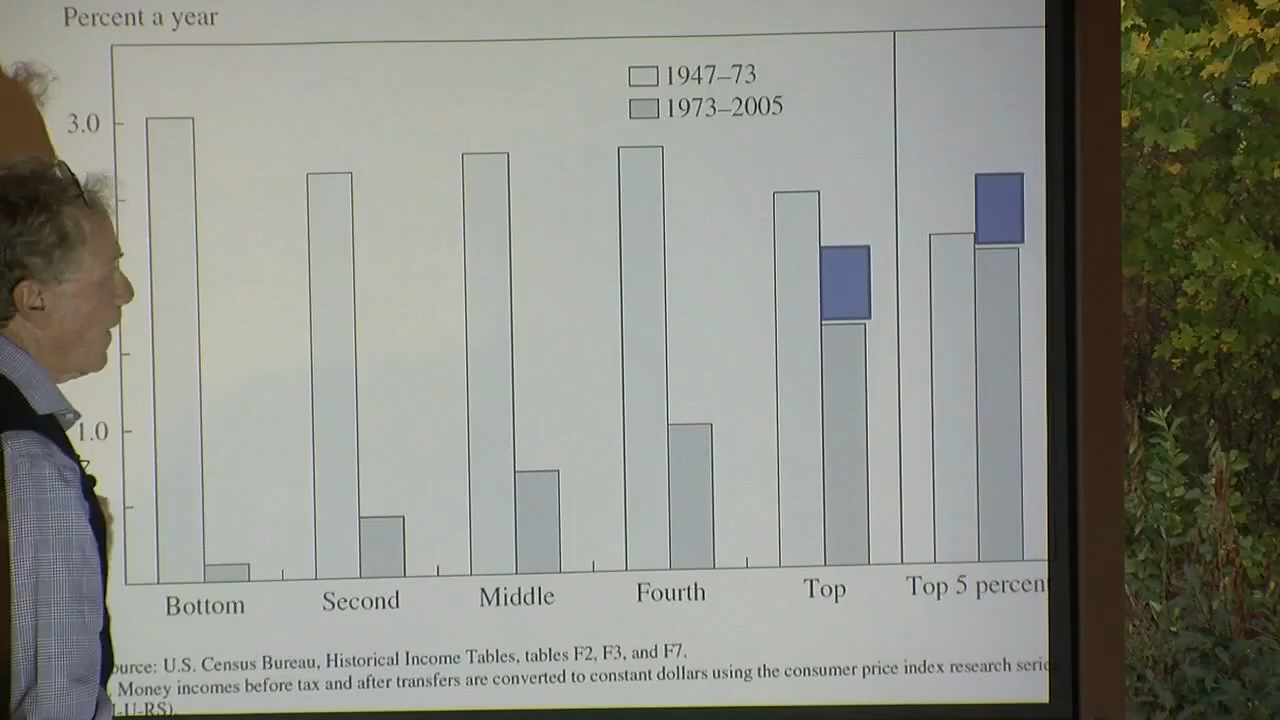 Percent a year
1947–73
1973–2005
3.0
1.0
Bottom Second Middle Fourth Top Top 5 percen
ource: U.S. Census Bureau, Historical Income Tables, tables F2, F3, and F7.
Money incomes before tax and after transfers are converted to constant dollars using the consumer price index research serie
I-U-RS).